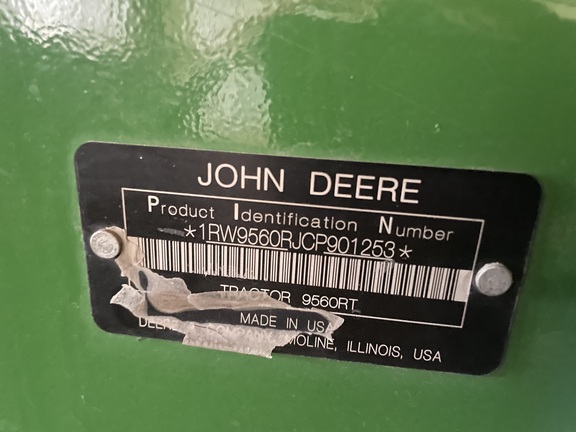 JOHN DEERE
Product Identification Number
*1RW9560RJCP901253*
TRACTOR 9560RT
MADE IN USA
MOLINE, ILLINOIS, USA